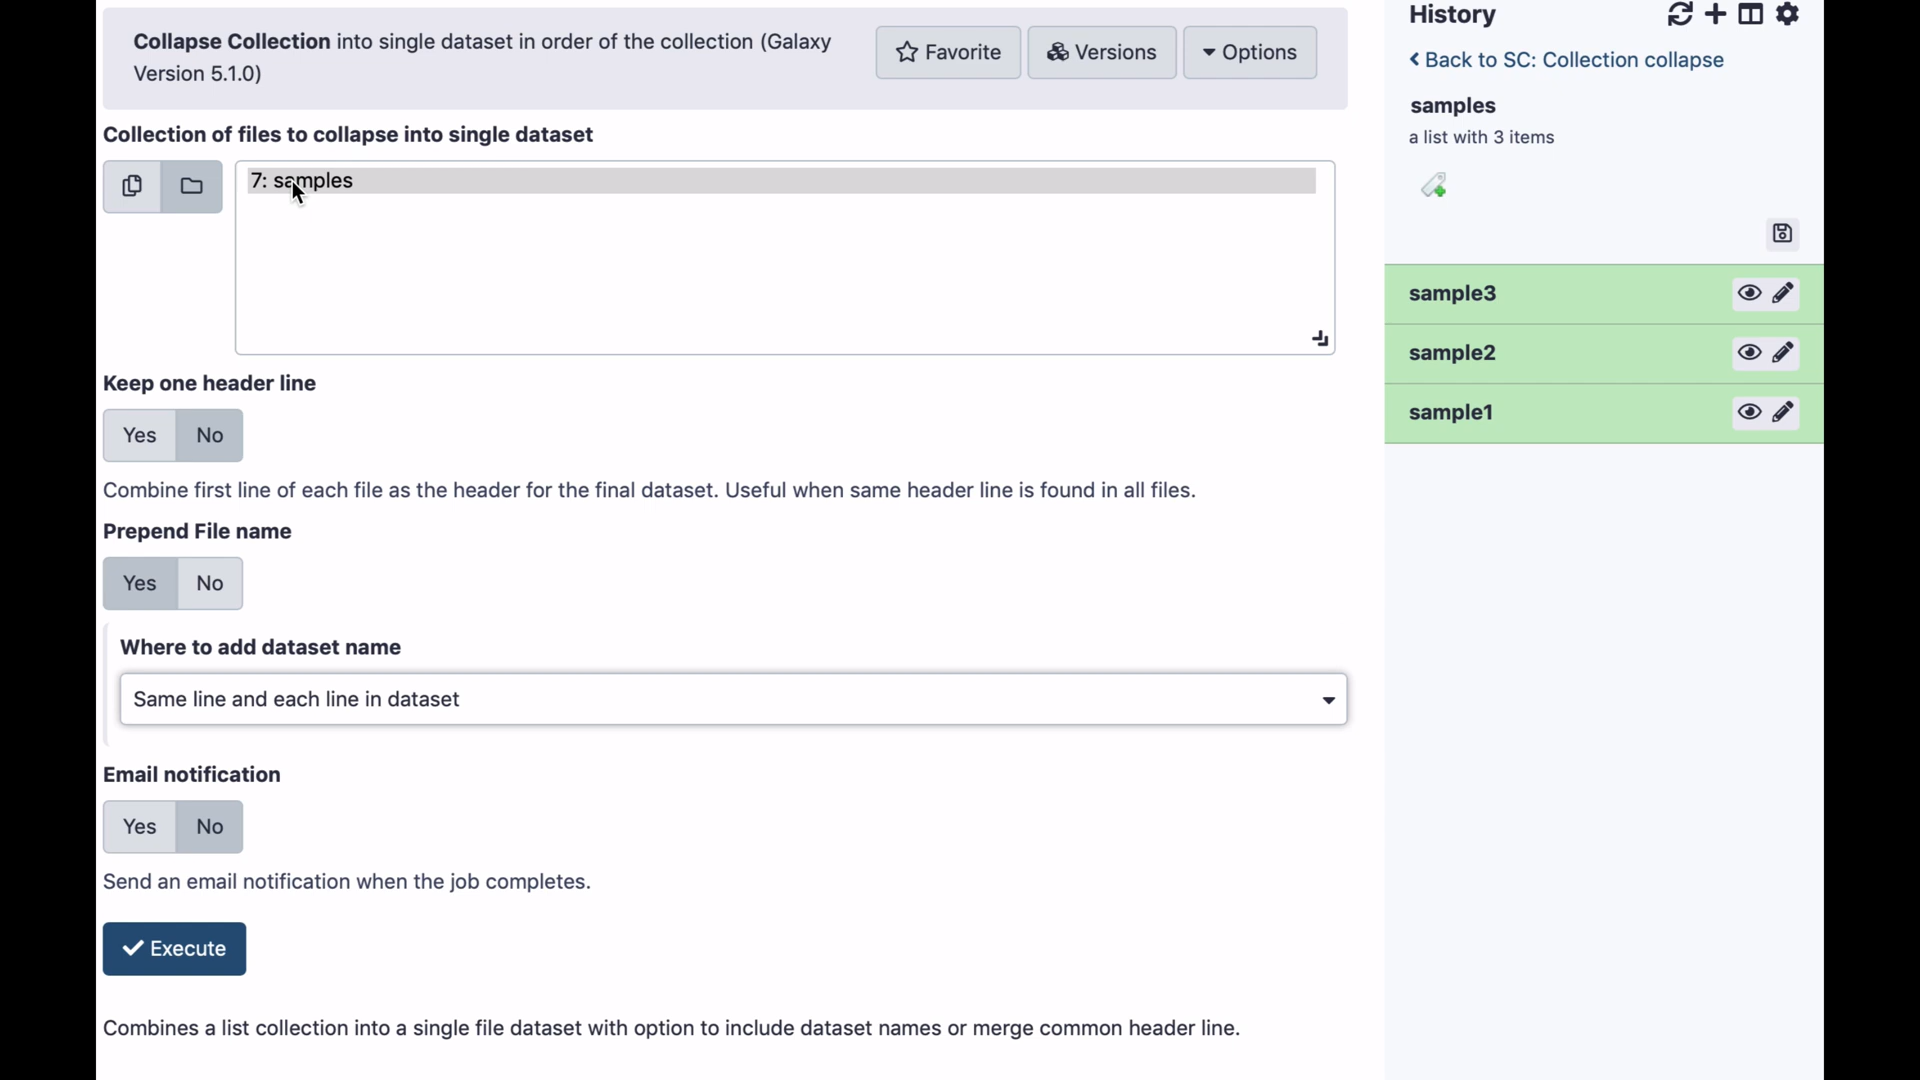 Collapse Collection into single dataset in order of the collection (Galaxy
Version 5.1.0)
Favorite
Versions
Options
Collection of files to collapse into single dataset
7: samples
Keep one header line
Yes No
Combine first line of each file as the header for the final dataset. Useful when same header line is found in all files.
Prepend File name
Yes No
Where to add dataset name
Same line and each line in dataset
Email notification
Yes No
Send an email notification when the job completes.
Execute
Combines a list collection into a single file dataset with option to include dataset names or merge common header line.
History
Back to SC: Collection collapse
samples
a list with 3 items
sample3
sample2
sample1